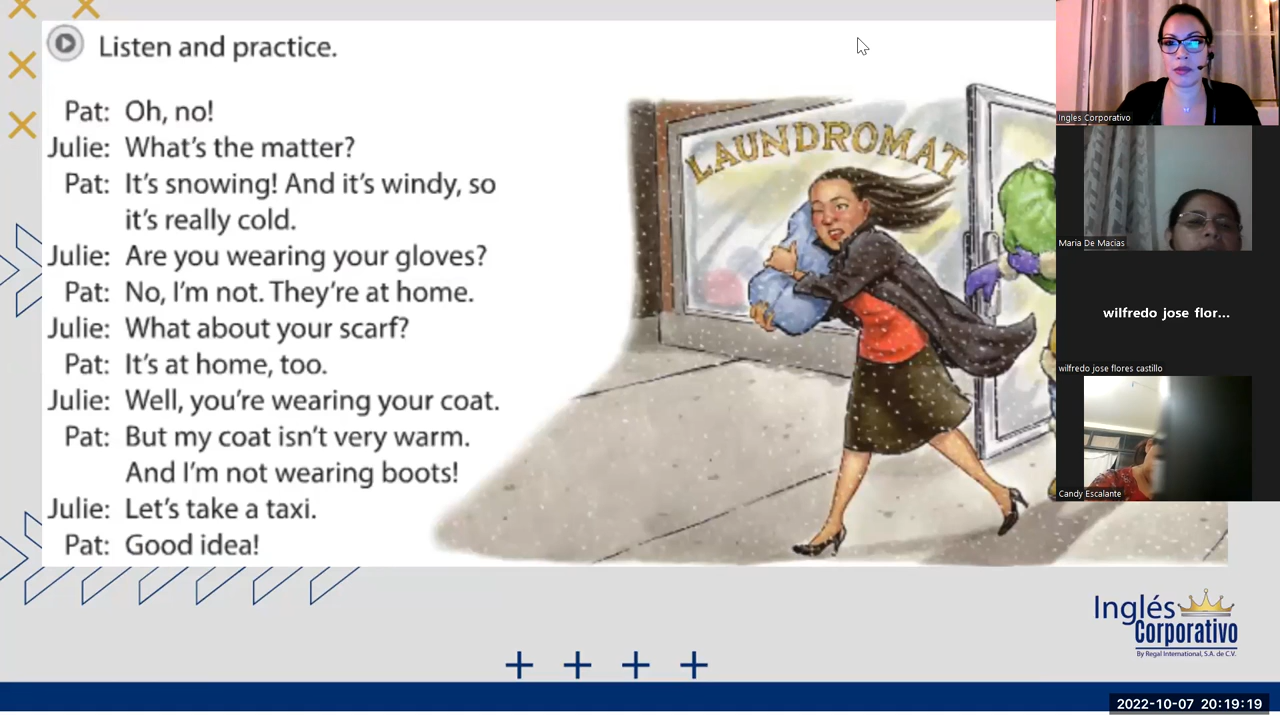 Listen and practice.
Pat: Oh, no!
Julie: What's the matter?
Pat: It's snowing! And it's windy, so
it's really cold.
Julie: Are you wearing your gloves?
Pat: No, I'm not. They're at home.
Julie: What about your scarf?
Pat: It's at home, too.
Julie: Well, you're wearing your coat.
Pat: But my coat isn't very warm.
And I'm not wearing boots!
Julie: Let's take a taxi.
Pat: Good idea!
LAUNDROMAT
Ingles Corporativo
Maria De Macias
wilfredo jose flor...
wilfredo jose flores castillo
Candy Escalante
Inglés
Corporativo
By Regal International, S.A. de C.V.
2022-10-07 20:19:19